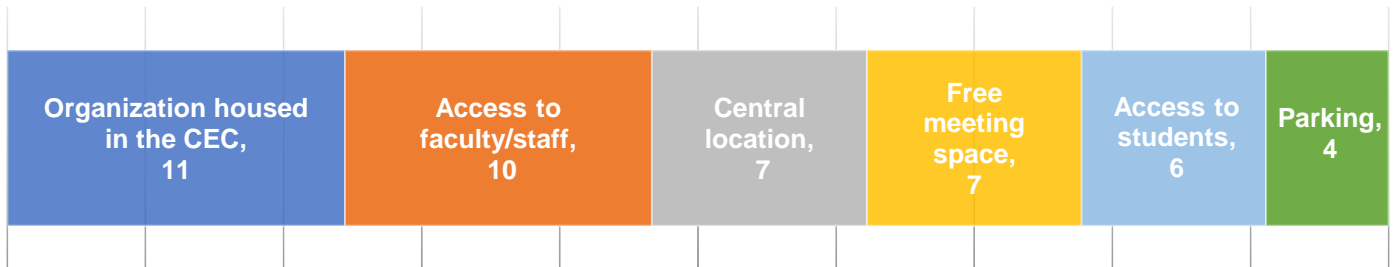 Organization housed
in the CEC,
11
Access to
faculty/staff,
10
Central
location,
7
Free
meeting
space,
7
Access to
students,
6
Parking,
4